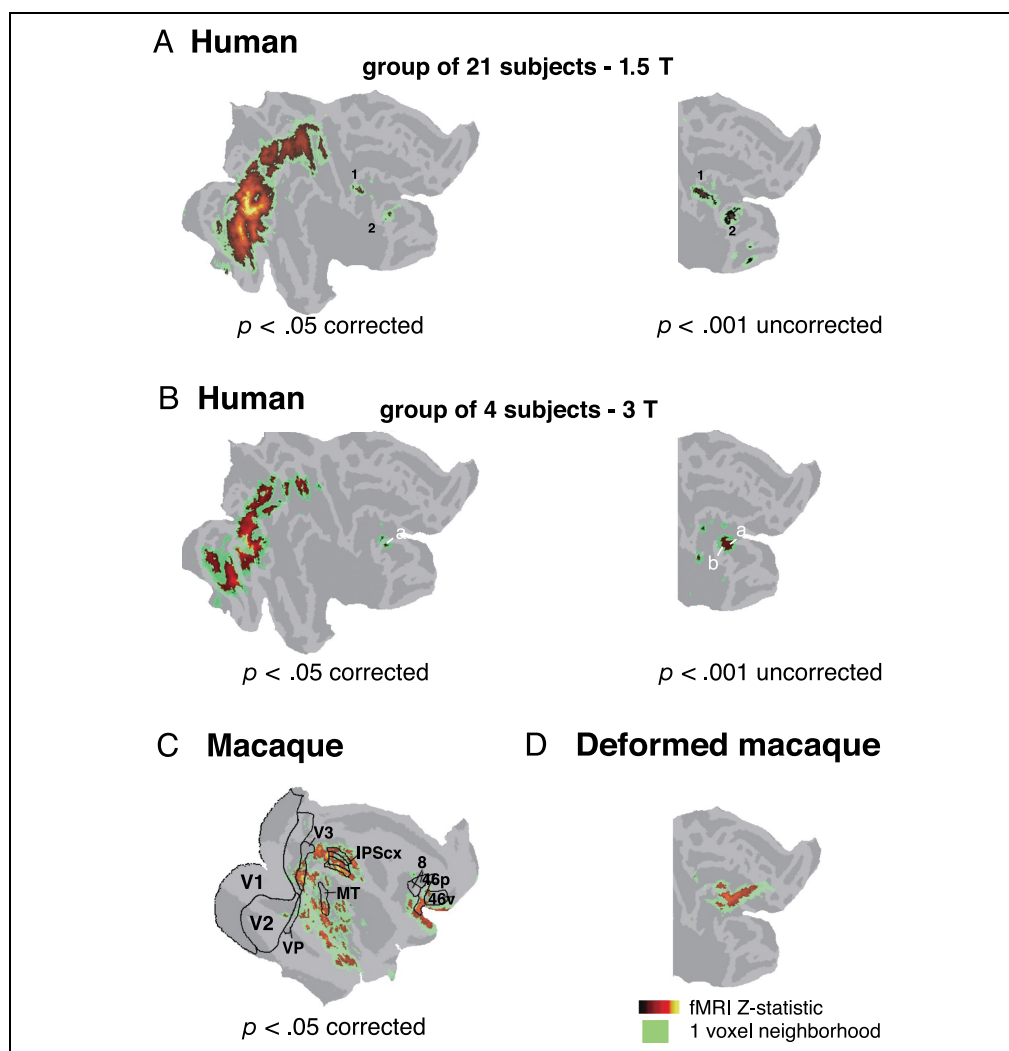 A Human
group of 21 subjects - 1.5 T
1
2
1
2
p < .05 corrected
p < .001 uncorrected
B Human
group of 4 subjects - 3 T
a
a
b
p < .05 corrected
p < .001 uncorrected
C Macaque
D Deformed macaque
V3
IPScx
8
V1
46p
MT
46v
V2
VP
p < .05 corrected
fMRI Z-statistic
1 voxel neighborhood